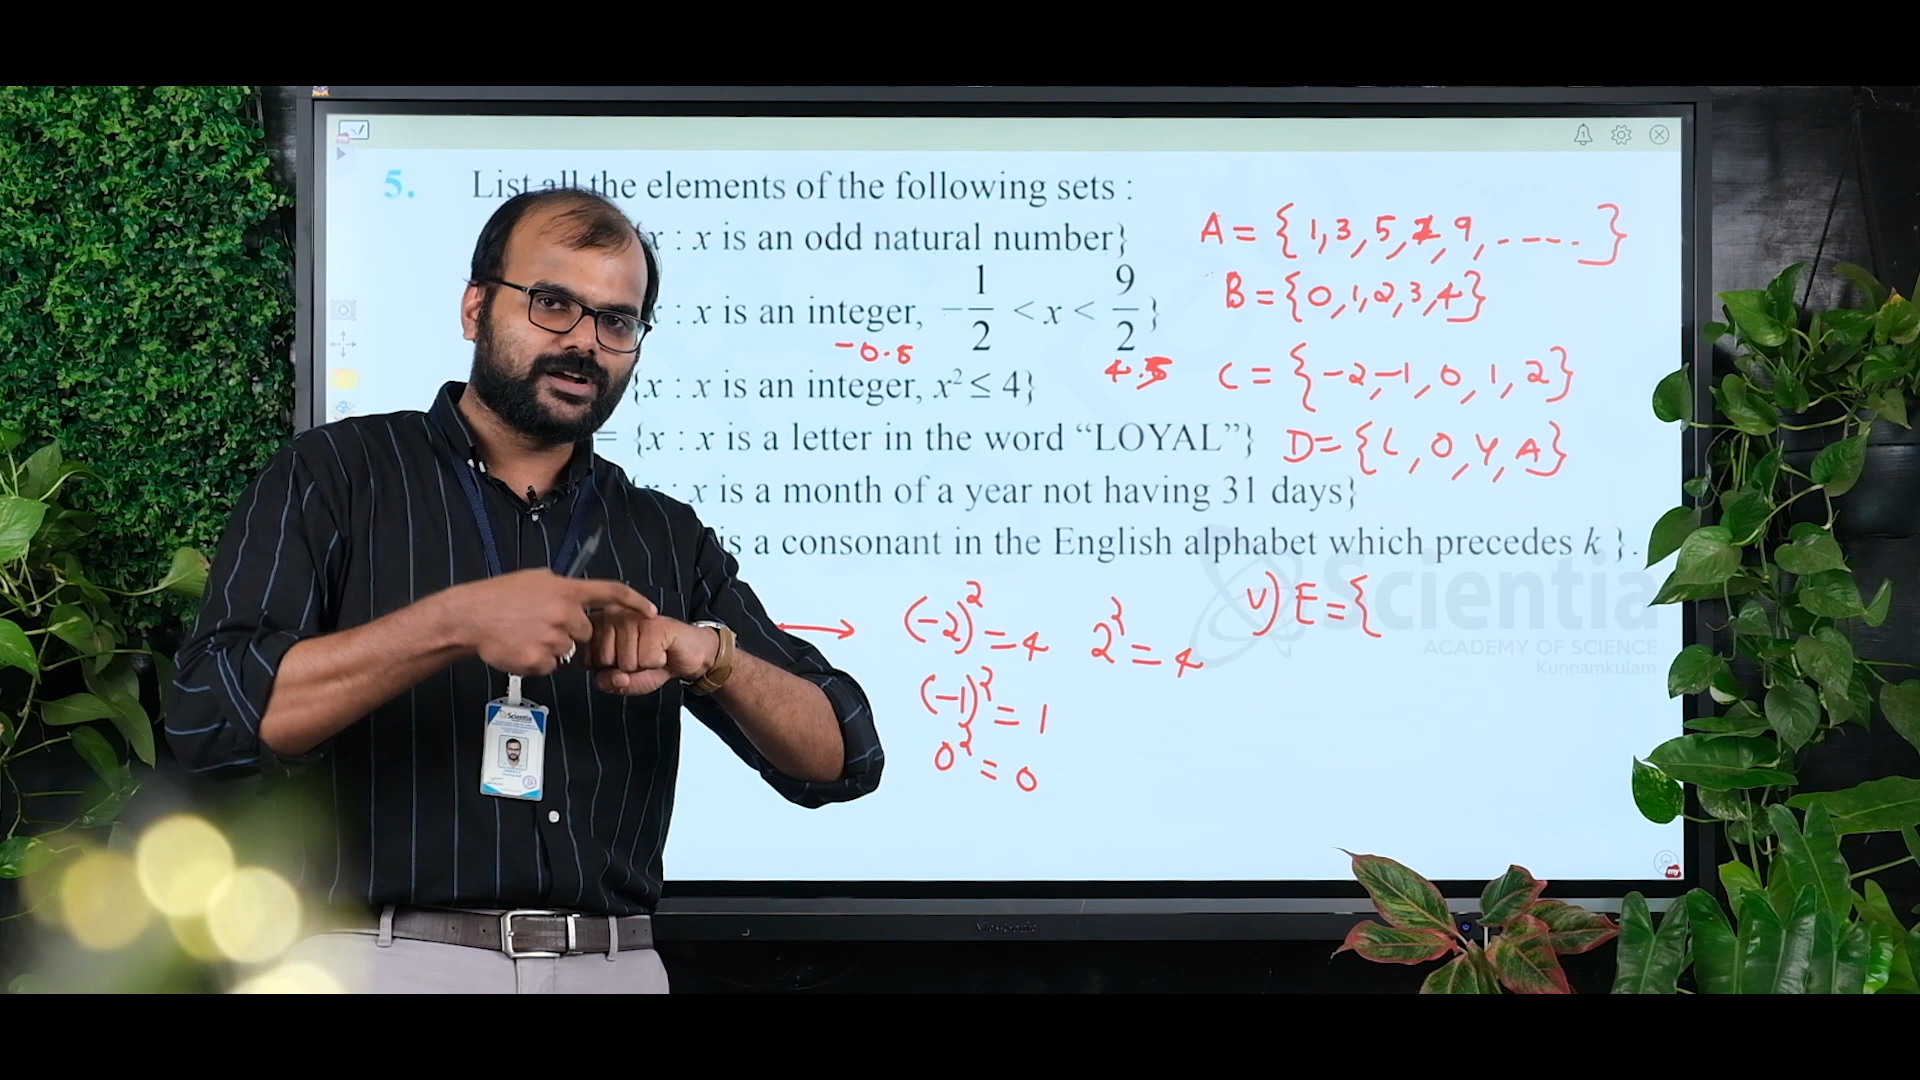 5. List all the elements of the following sets :
x : x is an odd natural number}
A = {1, 3, 5, 7, 9, ----- }
: x is an integer, -1/2 < x < 9/2 }
B = {0, 1, 2, 3, 4}
-0.5
4.5
{x : x is an integer, x² ≤ 4}
C = {-2, -1, 0, 1, 2}
= {x : x is a letter in the word “LOYAL”}
D = {L, O, Y, A}
: x is a month of a year not having 31 days}
is a consonant in the English alphabet which precedes k }.
(-2)² = 4
2² = 4
V) E = {
(-1)² = 1
0² = 0
Scientia
ACADEMY OF SCIENCE
Kunnamkulam
Scientia
ViewSonic